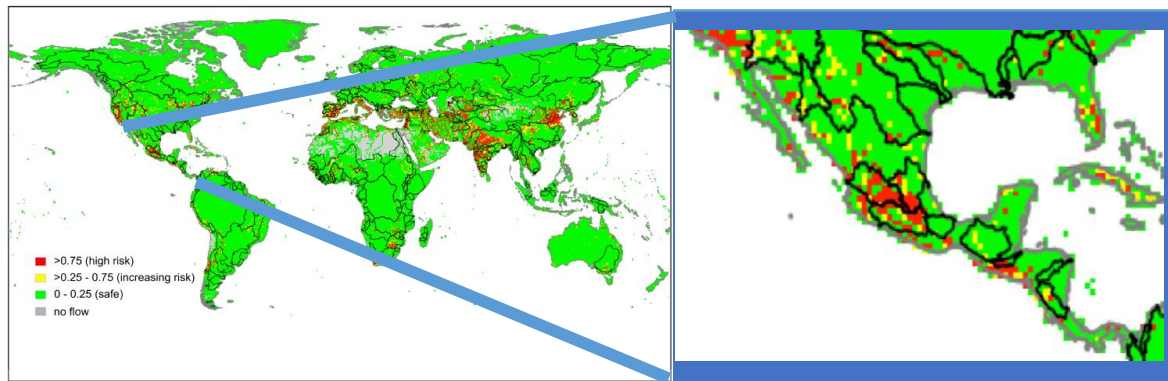 >0.75 (high risk)
>0.25 - 0.75 (increasing risk)
0 - 0.25 (safe)
no flow